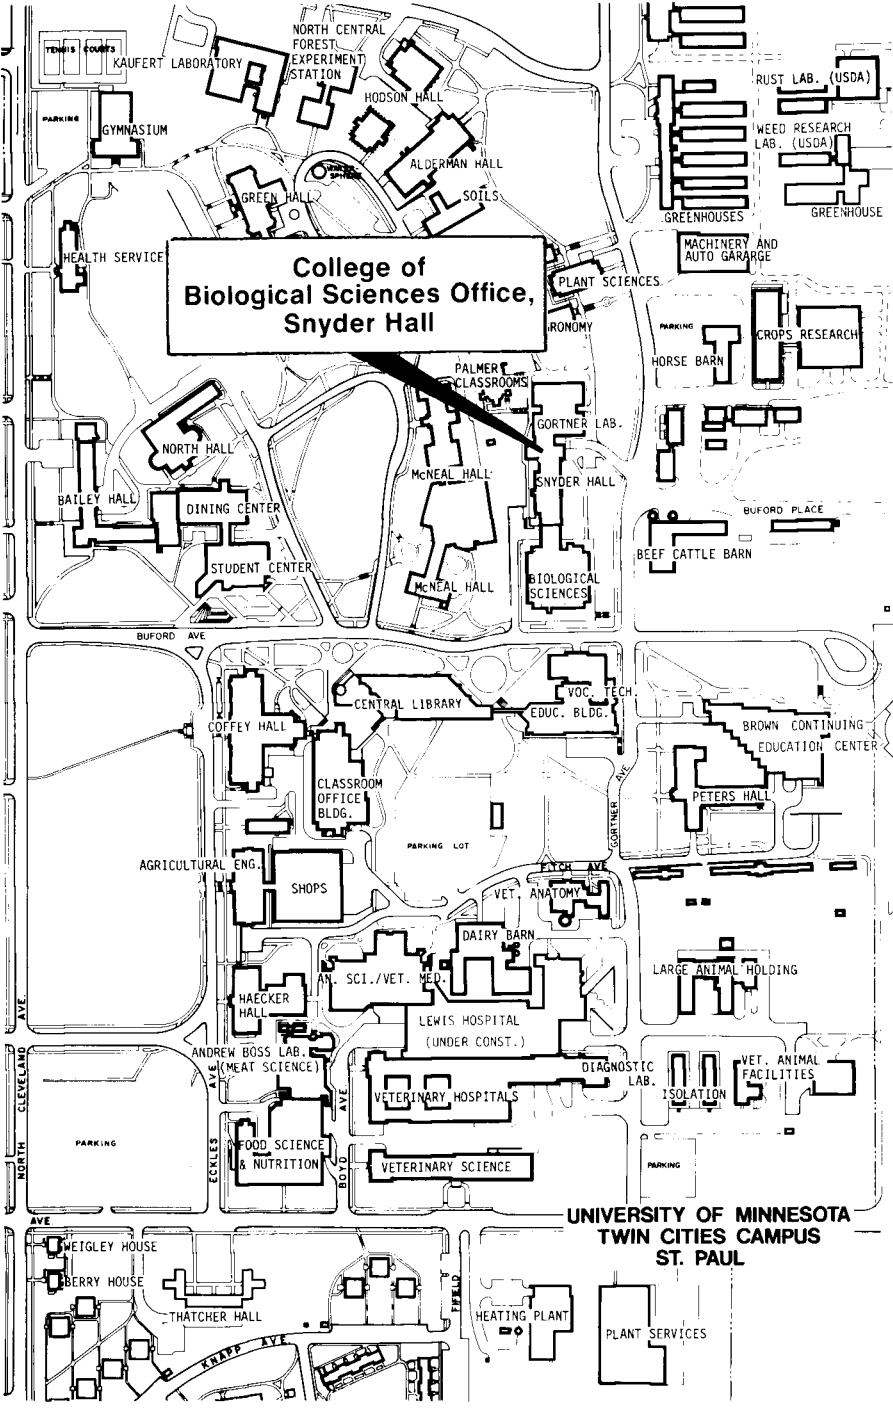 NORTH CENTRAL
FOREST
EXPERIMENT
STATION
TENNIS COURTS
KAUFERT LABORATORY
HODSON HALL
RUST LAB. (USDA)
PARKING
GYMNASIUM
WEED RESEARCH
LAB. (USDA)
ALDERMAN HALL
GREEN HALL
SOILS
GREENHOUSES
GREENHOUSE
HEALTH SERVICE
MACHINERY AND
AUTO GARARGE
College of
Biological Sciences Office,
Snyder Hall
PLANT SCIENCES
RONOMY
PARKING
CROPS RESEARCH
HORSE BARN
PALMER
CLASSROOMS
GORTNER LAB.
NORTH HALL
McNEAL HALL
SNYDER HALL
BAILEY HALL
DINING CENTER
BUFORD PLACE
BEEF CATTLE BARN
STUDENT CENTER
McNEAL HALL
BIOLOGICAL
SCIENCES
BUFORD AVE
VOC. TECH.
CENTRAL LIBRARY
EDUC. BLDG.
COFFEY HALL
BROWN CONTINUING
EDUCATION CENTER
CLASSROOM
OFFICE
BLDG.
PETERS HALL
GORTNER AVE
PARKING LOT
AGRICULTURAL ENG.
SHOPS
FITCH AVE
VET. ANATOMY
DAIRY BARN
AN. SCI./VET. MED.
LARGE ANIMAL HOLDING
HAECKER
HALL
LEWIS HOSPITAL
(UNDER CONST.)
ANDREW BOSS LAB.
(MEAT SCIENCE)
DIAGNOSTIC
LAB.
VET. ANIMAL
FACILITIES
ISOLATION
VETERINARY HOSPITALS
NORTH CLEVELAND AVE.
ECKLES AVE
BOYD AVE
PARKING
FOOD SCIENCE
& NUTRITION
VETERINARY SCIENCE
PARKING
UNIVERSITY OF MINNESOTA
TWIN CITIES CAMPUS
ST. PAUL
AVE.
WEIGLEY HOUSE
BERRY HOUSE
THATCHER HALL
FIFIELD
HEATING PLANT
PLANT SERVICES
KNAPP AVE